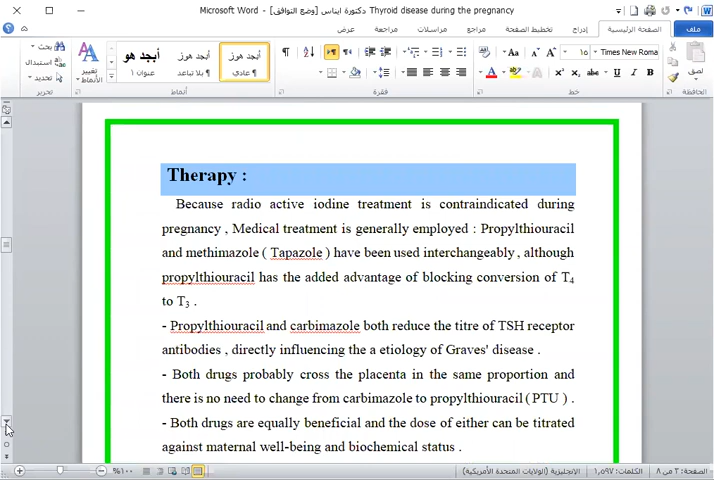 Microsoft Word - [وضع التوافق] دكتورة ايناس Thyroid disease during the pregnancy
ملف
الصفحة الرئيسية
إدراج
تخطيط الصفحة
مراجع
مراسلات
مراجعة
عرض
لصق
الحافظة
Times New Roma
١٥
خط
فقرة
أبجد هوز
عادي
أبجد هوز
بلا تباعد
أبجد هو
عنوان ١
تغيير الأنماط
أنماط
بحث
استبدال
تحديد
تحرير
Therapy :
Because radio active iodine treatment is contraindicated during
pregnancy , Medical treatment is generally employed : Propylthiouracil
and methimazole ( Tapazole ) have been used interchangeably , although
propylthiouracil has the added advantage of blocking conversion of T4
to T3 .
- Propylthiouracil and carbimazole both reduce the titre of TSH receptor
antibodies , directly influencing the a etiology of Graves' disease .
- Both drugs probably cross the placenta in the same proportion and
there is no need to change from carbimazole to propylthiouracil ( PTU ) .
- Both drugs are equally beneficial and the dose of either can be titrated
against maternal well-being and biochemical status .
الصفحة: ٣ من ٨
الكلمات: ١,٥٩٧
الإنجليزية (الولايات المتحدة الأمريكية)
١٠٠%